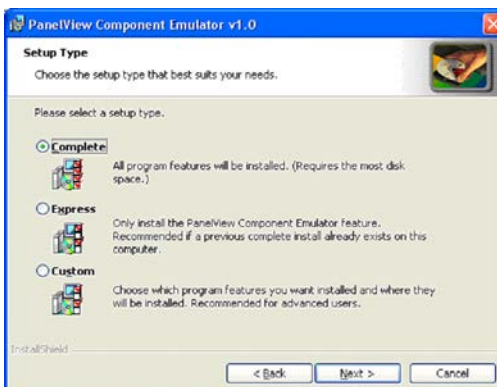 PanelView Component Emulator v1.0
Setup Type
Choose the setup type that best suits your needs.
Please select a setup type.
Complete
All program features will be installed. (Requires the most disk
space.)
Express
Only install the PanelView Component Emulator feature.
Recommended if a previous complete install already exists on this
computer.
Custom
Choose which program features you want installed and where they
will be installed. Recommended for advanced users.
InstallShield
< Back
Next >
Cancel